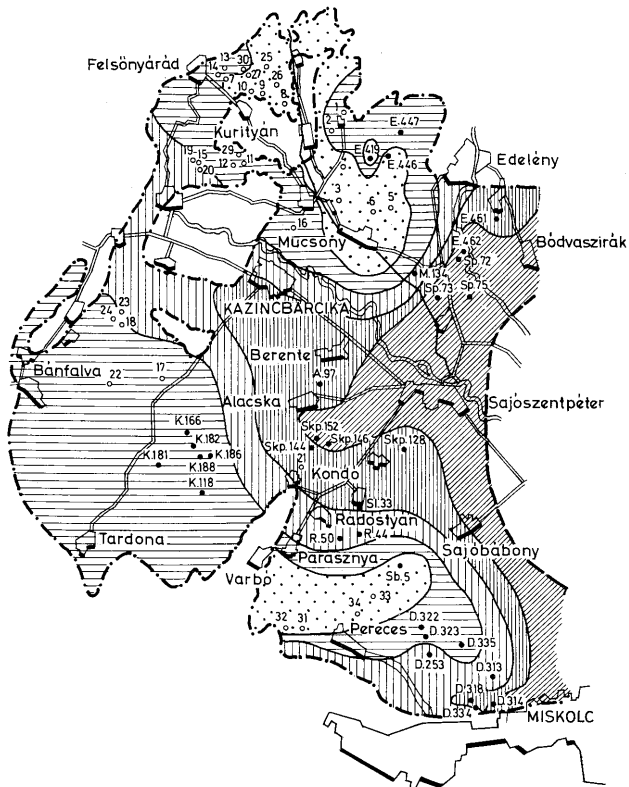 13 30 25
Felsőnyárád 14
7 27 26
10 9 8
1
2
E.447
Kurityán
E.419
E.446
Edelény
19 15 29
12 11
20
3 6 5
E.461
16
Múcsony
E.462
Bódvaszirák
Sp.72
M.134
Sp.73 Sp.75
KAZINCBARCIKA
23
24 18
Berente
Bánfalva
22 17
A.97
Alacska
Sajószentpéter
K.166
K.182
K.181 K.186
K.188
K.118
Skp.152
Skp.146 Skp.128
Skp.144
21
Kondó
Sl.33
Radostyán
R.50 R.44
Tardona
Sajóbábony
Parasznya
Varbó
Sb.5
33
34
32 31
Pereces
D.322
D.323
D.335
D.253
D.313
D.318
D.314
D.334
MISKOLC